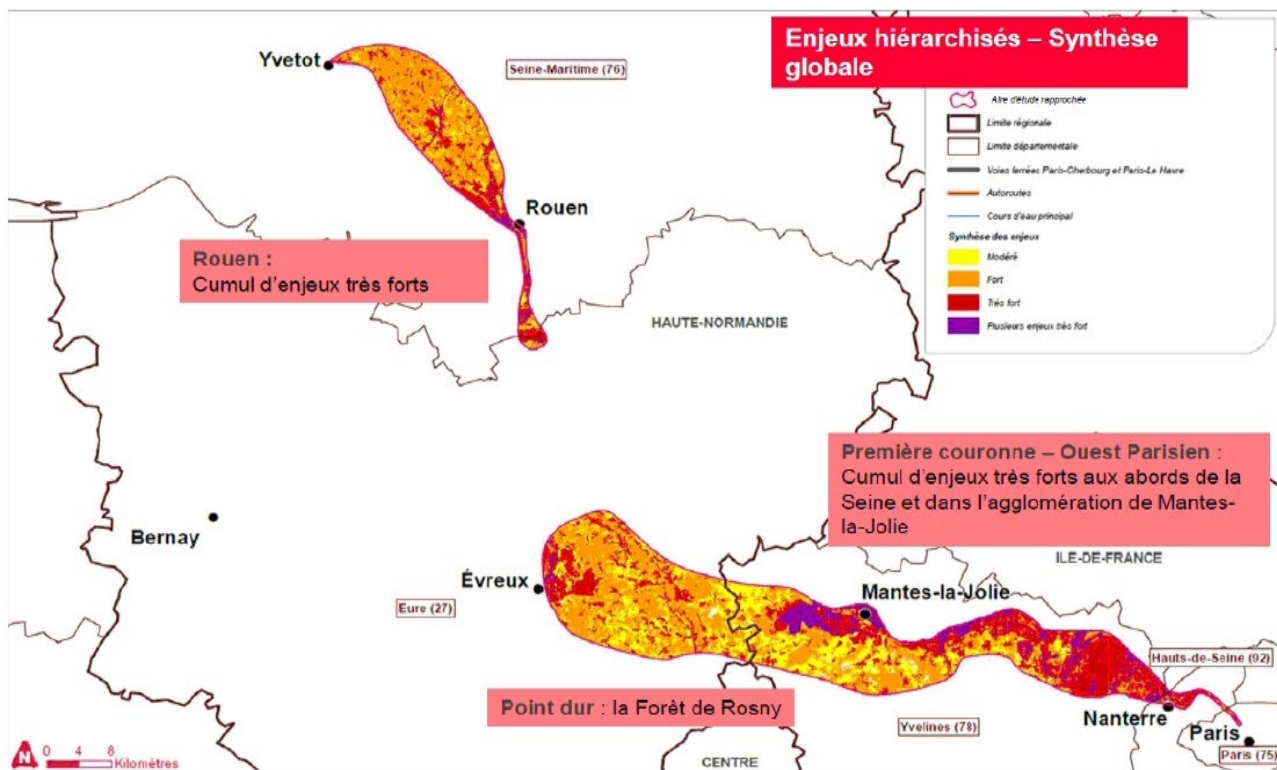 Enjeux hiérarchisés – Synthèse
globale
Aire d'étude rapprochée
Limite régionale
Limite départementale
Voies ferrées Paris-Cherbourg et Paris-Le Havre
Autoroutes
Cours d'eau principal
Synthèse des enjeux
Modéré
Fort
Très fort
Plusieurs enjeux très fort
Yvetot
Seine-Maritime (76)
Rouen
Rouen :
Cumul d'enjeux très forts
HAUTE-NORMANDIE
Première couronne – Ouest Parisien :
Cumul d'enjeux très forts aux abords de la
Seine et dans l'agglomération de Mantes-
la-Jolie
Bernay
ILE-DE-FRANCE
Évreux
Mantes-la-Jolie
Eure (27)
Hauts-de-Seine (92)
Point dur : la Forêt de Rosny
Nanterre
Yvelines (78)
Paris
Paris (75)
CENTRE
N
0 4 8
Kilomètres